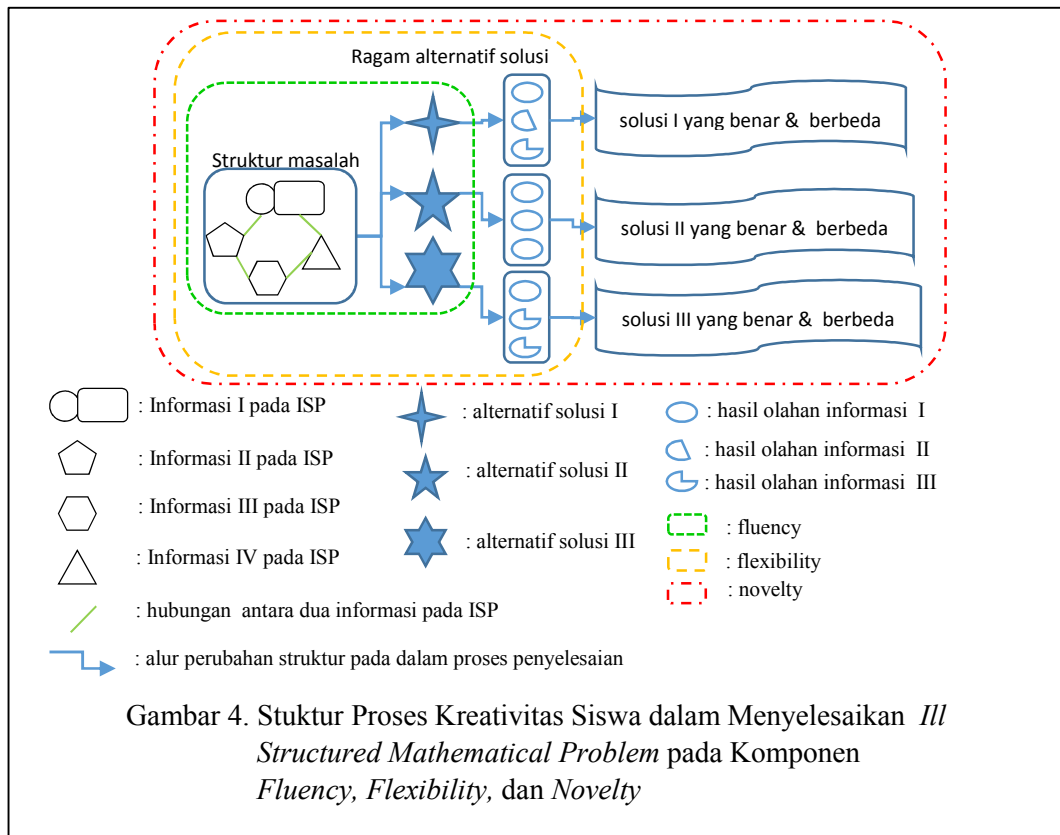 Ragam alternatif solusi
Struktur masalah
solusi I yang benar & berbeda
solusi II yang benar & berbeda
solusi III yang benar & berbeda
: Informasi I pada ISP
: Informasi II pada ISP
: Informasi III pada ISP
: Informasi IV pada ISP
: hubungan antara dua informasi pada ISP
: alur perubahan struktur pada dalam proses penyelesaian
: alternatif solusi I
: alternatif solusi II
: alternatif solusi III
: hasil olahan informasi I
: hasil olahan informasi II
: hasil olahan informasi III
: fluency
: flexibility
: novelty
Gambar 4. Stuktur Proses Kreativitas Siswa dalam Menyelesaikan Ill
Structured Mathematical Problem pada Komponen
Fluency, Flexibility, dan Novelty